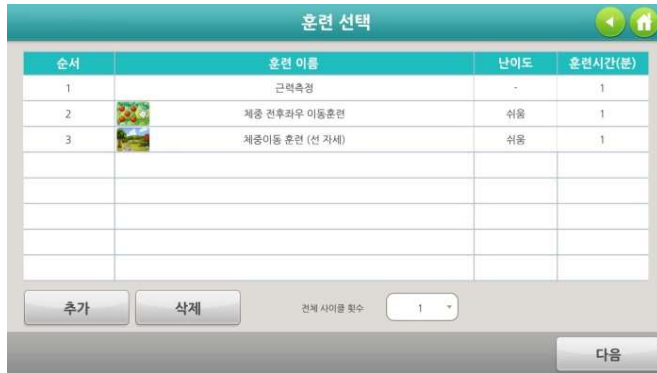 훈련 선택
순서 훈련 이름 난이도 훈련시간(분)
1 근력측정 - 1
2 체중 전후좌우 이동훈련 쉬움 1
3 체중이동 훈련 (선 자세) 쉬움 1
추가 삭제 전체 사이클 횟수 1
다음